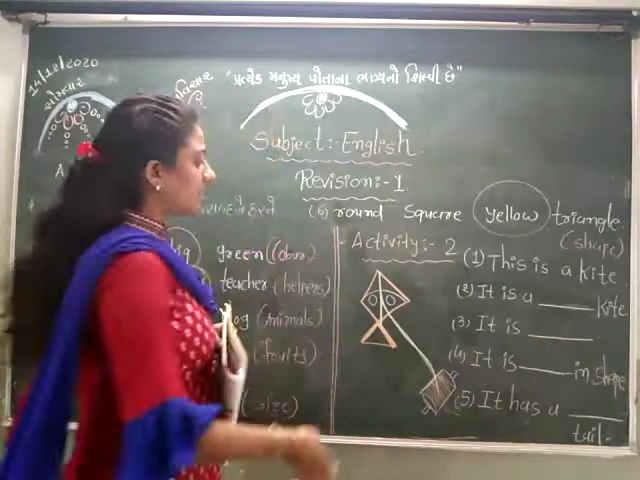 14/12/2020
સોમવાર
"પ્રત્યેક મનુષ્ય પોતાના ભાગ્યનો શિલ્પી છે"
સુવિચાર
Subject:- English
Revision:- 1
(6) round square yellow triangle
(shape)
green (colour)
teacher (helpers)
dog (animals)
(fruits)
(size)
Activity:- 2
(1) This is a kite.
(2) It is a ______ kite.
(3) It is ______.
(4) It is ______ in shape
(5) It has a ______
tail.